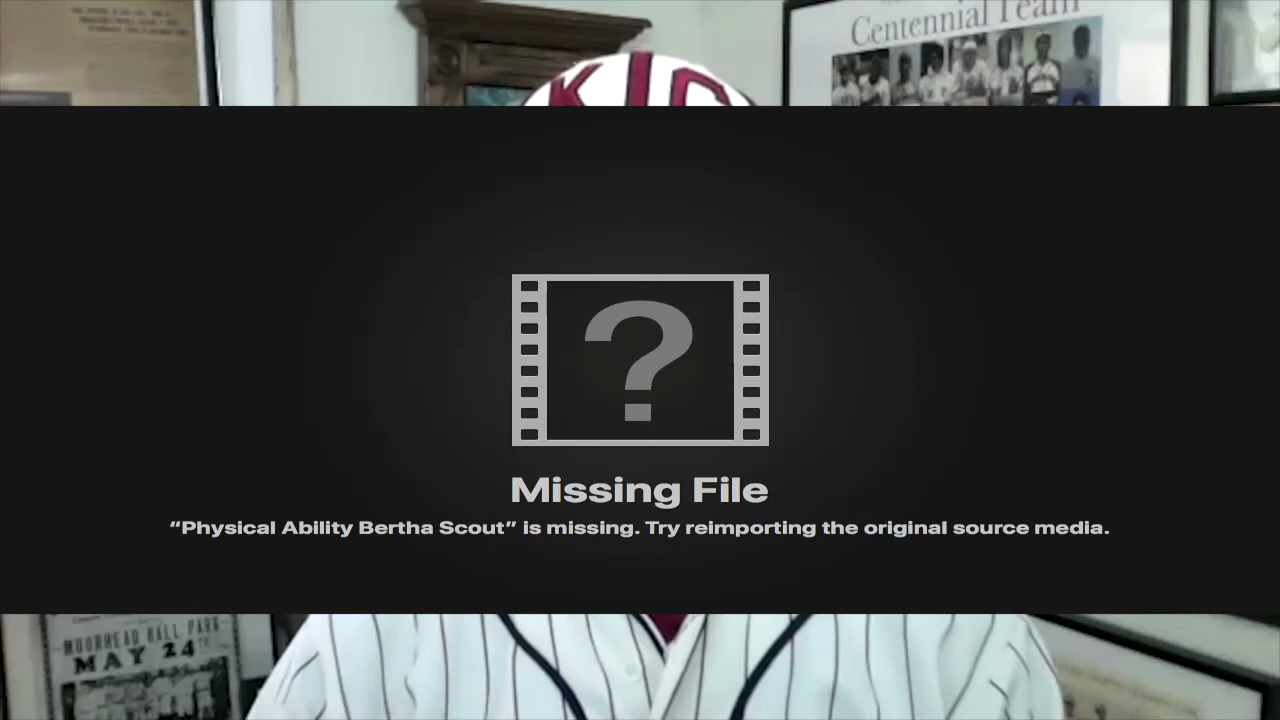 Centennial Team
KIC
Missing File
“Physical Ability Bertha Scout” is missing. Try reimporting the original source media.
MOORHEAD BALL PARK
MAY 24